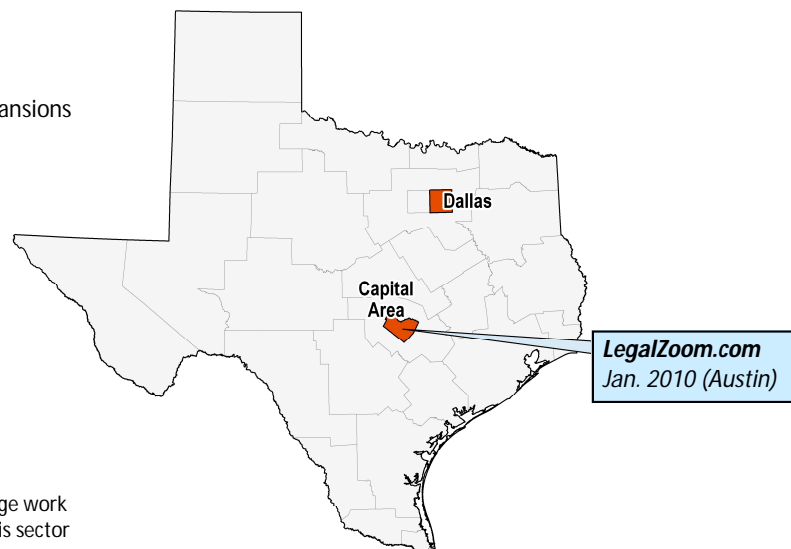 ansions
Dallas
Capital
Area
LegalZoom.com
Jan. 2010 (Austin)
ge work
is sector